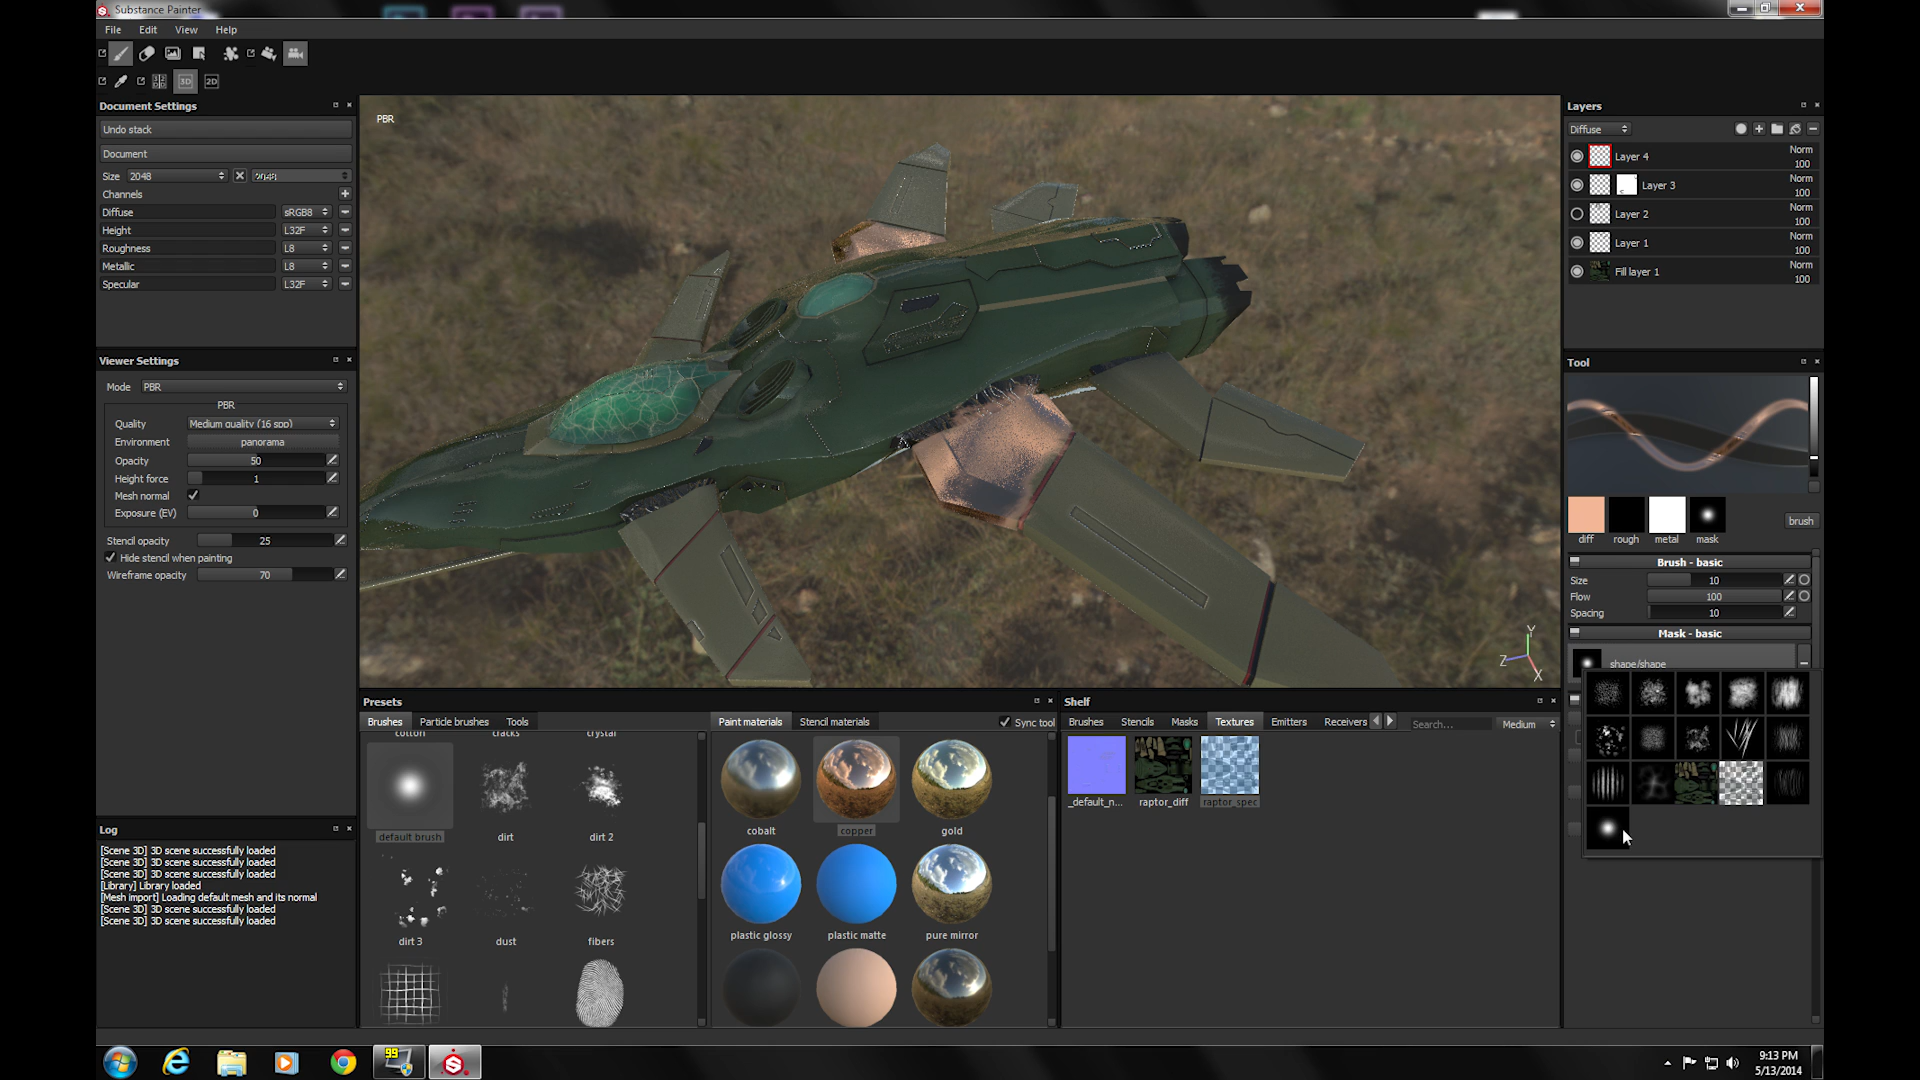 Substance Painter
File Edit View Help
3D 2D
Document Settings
Undo stack
Document
Size 2048 2048
Channels
Diffuse sRGB8
Height L32F
Roughness L8
Metallic L8
Specular L32F
Viewer Settings
Mode PBR
PBR
Quality Medium quality (16 spp)
Environment panorama
Opacity 50
Height force 1
Mesh normal
Exposure (EV) 0
Stencil opacity 25
Hide stencil when painting
Wireframe opacity 70
Log
[Scene 3D] 3D scene successfully loaded
[Scene 3D] 3D scene successfully loaded
[Scene 3D] 3D scene successfully loaded
[Library] Library loaded
[Mesh import] Loading default mesh and its normal
[Scene 3D] 3D scene successfully loaded
[Scene 3D] 3D scene successfully loaded
PBR
Y
Z
X
Presets
Brushes Particle brushes Tools
cotton cracks crystal
default brush dirt dirt 2
dirt 3 dust fibers
Paint materials Stencil materials Sync tool
cobalt copper gold
plastic glossy plastic matte pure mirror
Shelf
Brushes Stencils Masks Textures Emitters Receivers Search... Medium
_default_n... raptor_diff raptor_spec
Layers
Diffuse
Layer 4 Norm 100
Layer 3 Norm 100
Layer 2 Norm 100
Layer 1 Norm 100
Fill layer 1 Norm 100
Tool
diff rough metal mask brush
Brush - basic
Size 10
Flow 100
Spacing 10
Mask - basic
shape/shape
99
9:13 PM
5/13/2014